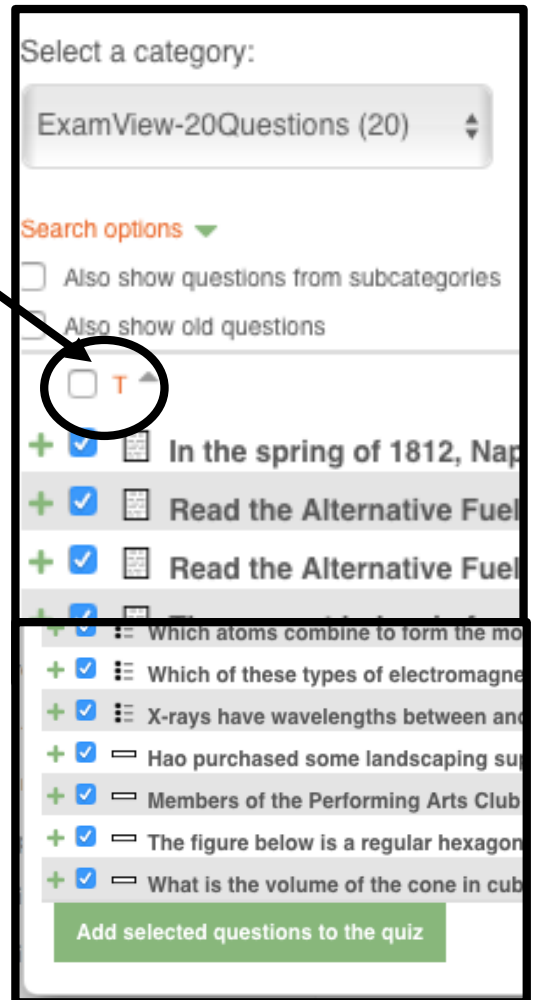 Select a category:
ExamView-20Questions (20)
Search options
Also show questions from subcategories
Also show old questions
T
In the spring of 1812, Nap
Read the Alternative Fuel
Read the Alternative Fuel
Which atoms combine to form the mo
Which of these types of electromagne
X-rays have wavelengths between and
Hao purchased some landscaping sup
Members of the Performing Arts Club
The figure below is a regular hexagon
What is the volume of the cone in cub
Add selected questions to the quiz